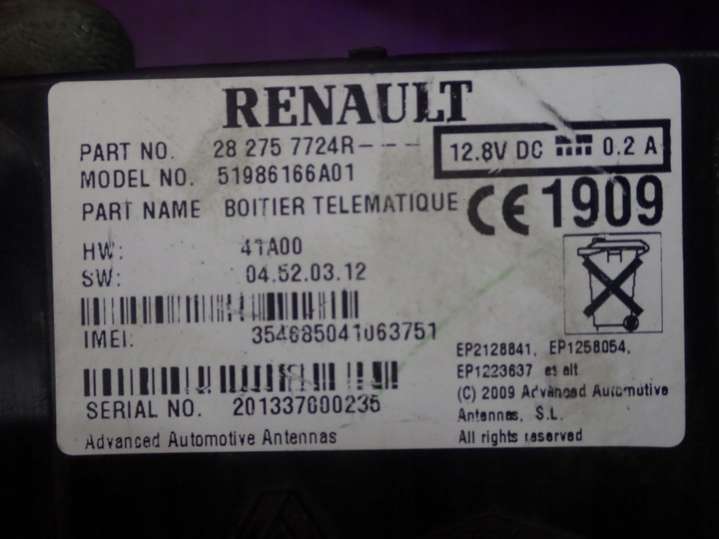 RENAULT
PART NO. 28 275 7724R---
12.8V DC 0.2 A
MODEL NO. 51986166A01
PART NAME BOITIER TELEMATIQUE
CE 1909
HW: 41A00
SW: 04.52.03.12
IMEI: 354685041063751
SERIAL NO. 201337600235
Advanced Automotive Antennas
EP2128841, EP1258054,
EP1223637 et alt
(C) 2009 Advanced Automotive
Antennas, S.L.
All rights reserved